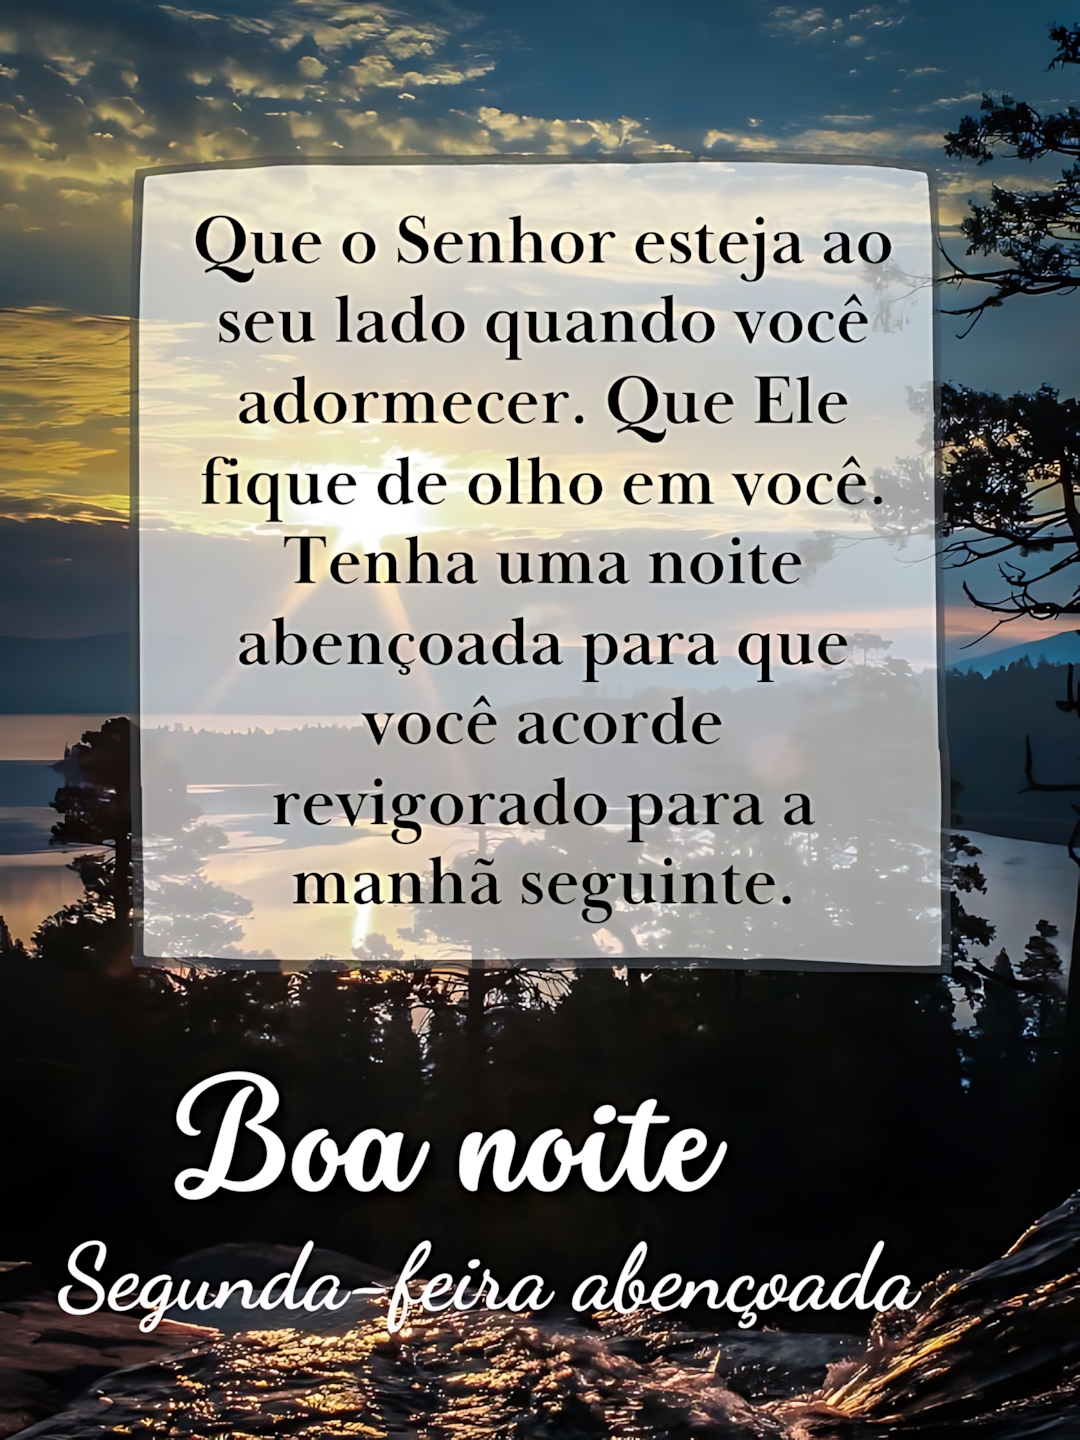 Que o Senhor esteja ao
seu lado quando você
adormecer. Que Ele
fique de olho em você.
Tenha uma noite
abençoada para que
você acorde
revigorado para a
manhã seguinte.
Boa noite
Segunda-feira abençoada